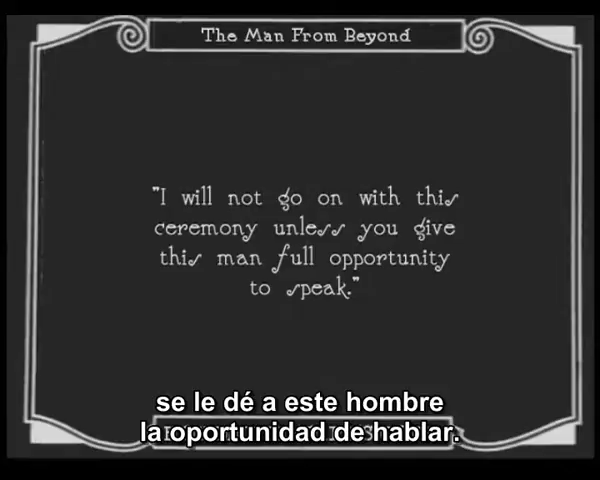 The Man From Beyond
"I will not go on with this
ceremony unless you give
this man full opportunity
to speak."
se le dé a este hombre
la oportunidad de hablar.